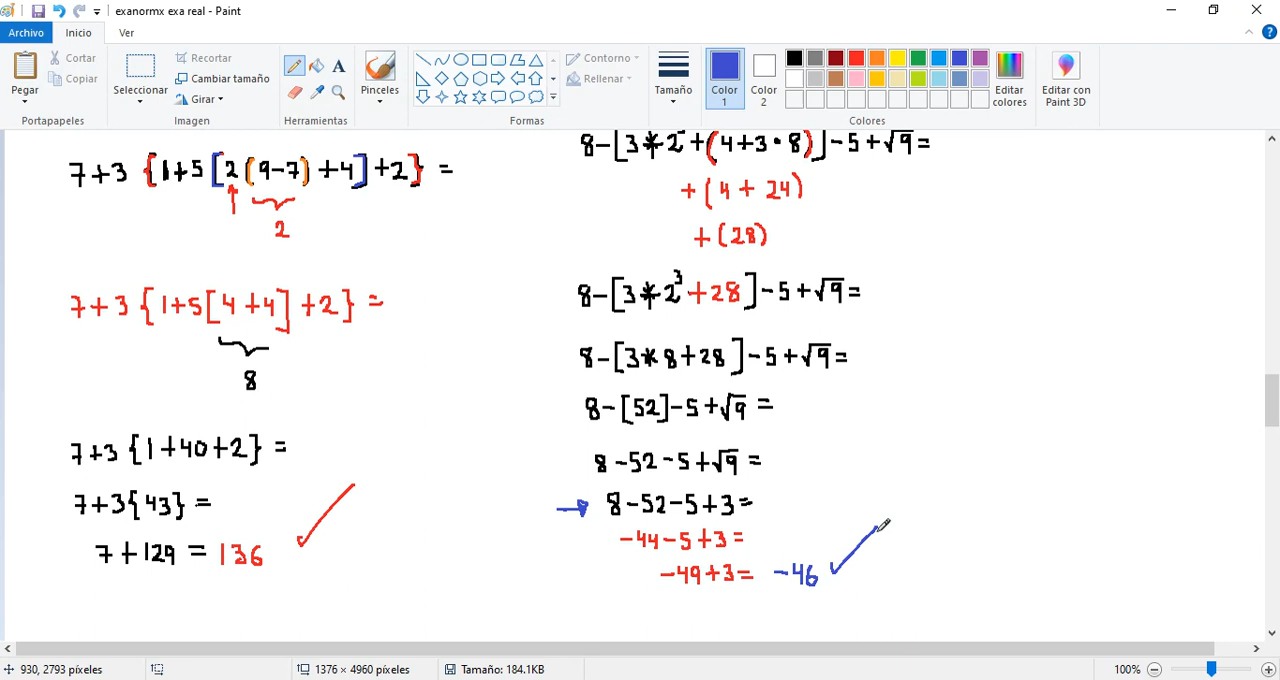 exanormx exa real - Paint
Archivo Inicio Ver
Pegar
Cortar
Copiar
Portapapeles
Seleccionar
Recortar
Cambiar tamaño
Girar
Imagen
A
Herramientas
Pinceles
Contorno
Rellenar
Formas
Tamaño
Color 1
Color 2
Editar colores
Editar con Paint 3D
Colores
7+3 {1+5 [2 (9-7) +4] +2} =
2
7+3 {1+5 [4+4] +2} =
8
7+3 {1+40+2} =
7+3{43} =
7+129 = 136
8-[3*2 +(4+3·8)]-5+√9=
+(4+24)
+(28)
8-[3*2³+28]-5+√9=
8-[3*8+28]-5+√9=
8-[52]-5+√9 =
8-52-5+√9 =
8-52-5+3=
-44-5+3=
-49+3= -46
930, 2793 píxeles
1376 × 4960 píxeles
Tamaño: 184.1KB
100%